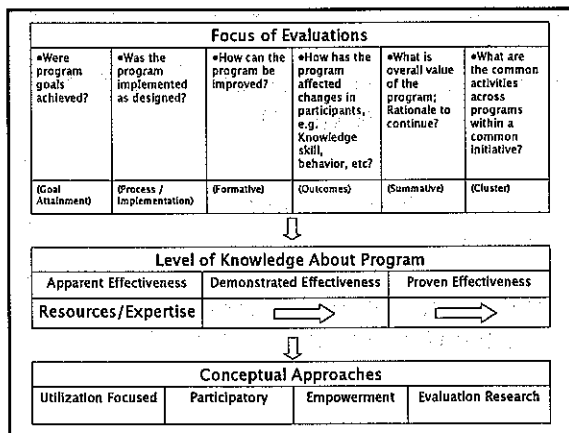 Focus of Evaluations
•Were program goals achieved?
•Was the program implemented as designed?
•How can the program be improved?
•How has the program affected changes in participants, e.g. Knowledge skill, behavior, etc?
•What is overall value of the program; Rationale to continue?
•What are the common activities across programs within a common initiative?
(Goal Attainment)
(Process / Implementation)
(Formative)
(Outcomes)
(Summative)
(Cluster)
Level of Knowledge About Program
Apparent Effectiveness
Demonstrated Effectiveness
Proven Effectiveness
Resources/Expertise
Conceptual Approaches
Utilization Focused
Participatory
Empowerment
Evaluation Research